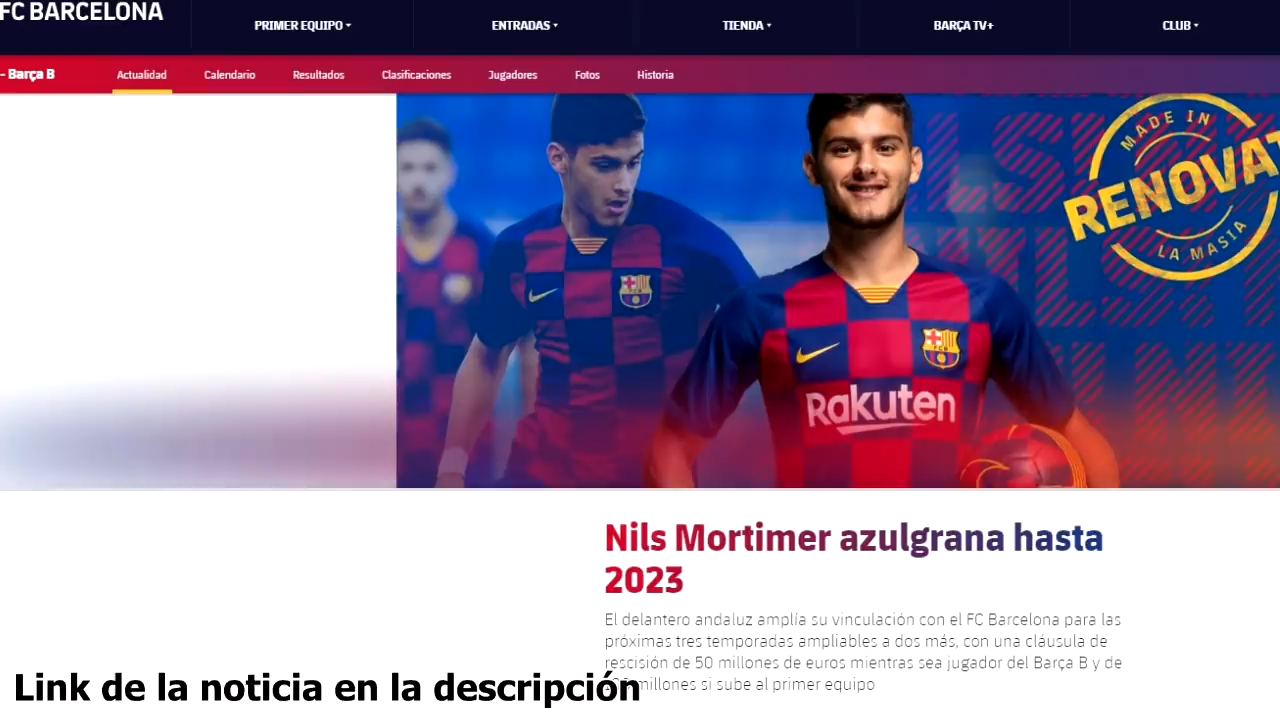 FC BARCELONA
PRIMER EQUIPO
ENTRADAS
TIENDA
BARÇA TV+
CLUB
- Barça B
Actualidad
Calendario
Resultados
Clasificaciones
Jugadores
Fotos
Historia
MADE IN
RENOVAT
LA MASIA
FCB
FCB
Rakuten
Nils Mortimer azulgrana hasta
2023
El delantero andaluz amplía su vinculación con el FC Barcelona para las
próximas tres temporadas ampliables a dos más, con una cláusula de
rescisión de 50 millones de euros mientras sea jugador del Barça B y de
millones si sube al primer equipo
Link de la noticia en la descripción